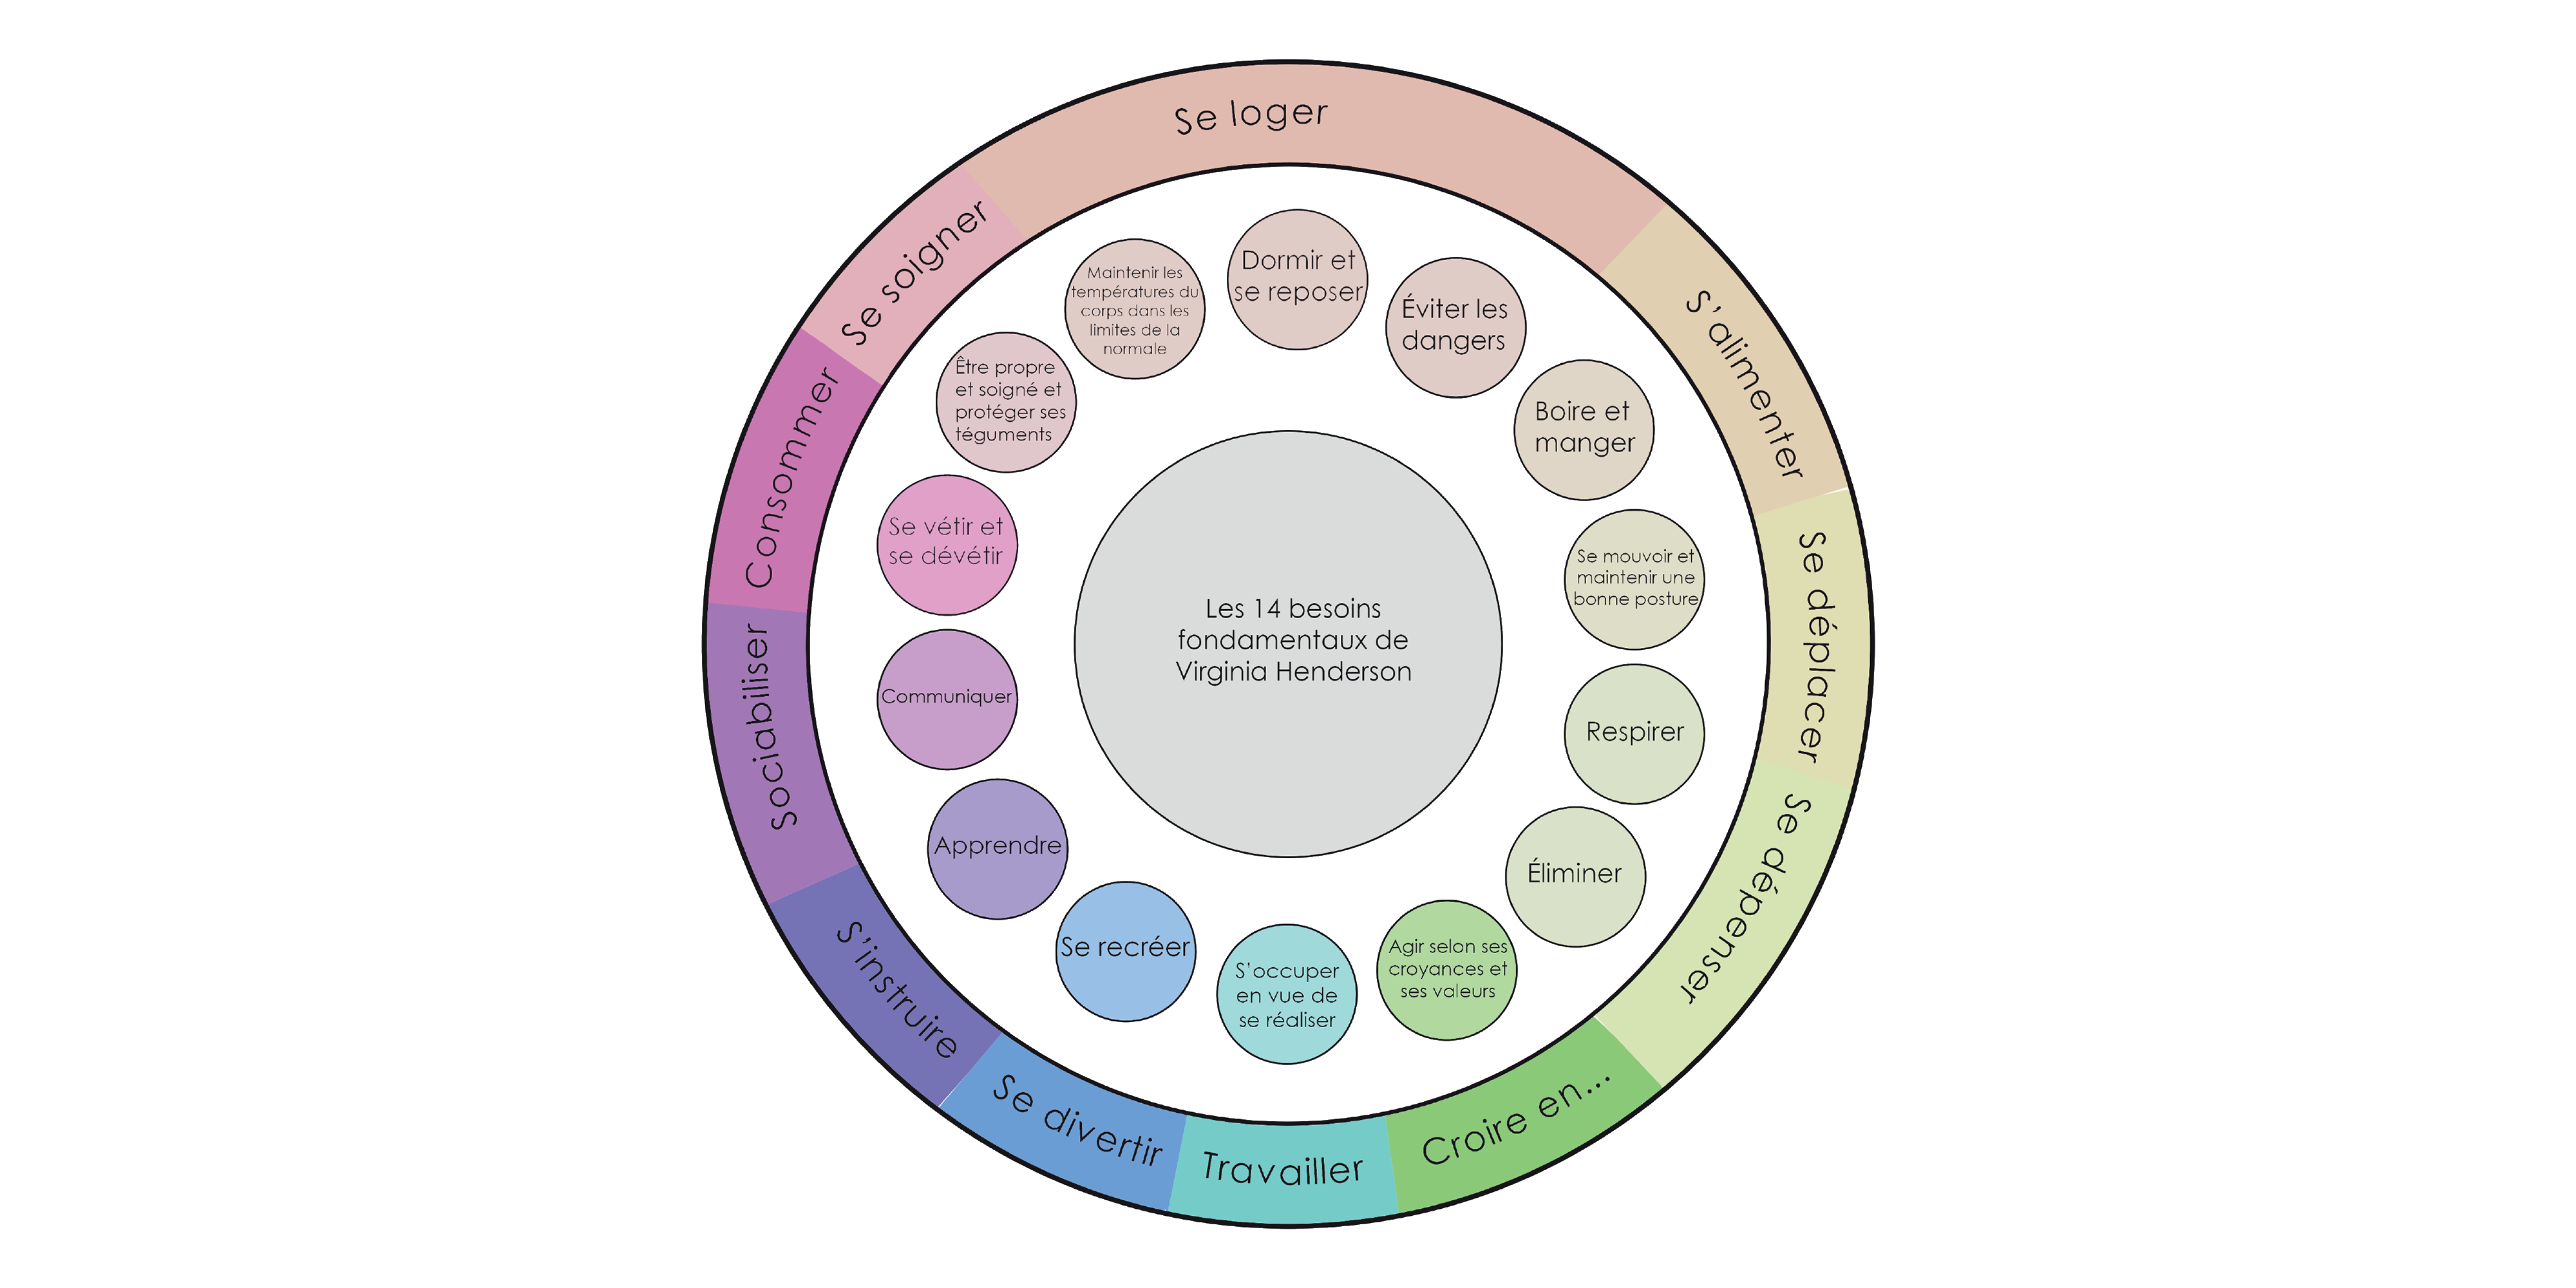 Se loger
S'alimenter
Se déplacer
Se dépenser
Croire en...
Travailler
Se divertir
S'instruire
Sociabiliser
Consommer
Se soigner
Dormir et
se reposer
Éviter les
dangers
Boire et
manger
Se mouvoir et
maintenir une
bonne posture
Respirer
Éliminer
Agir selon ses
croyances et
ses valeurs
S'occuper
en vue de
se réaliser
Se recréer
Apprendre
Communiquer
Se vétir et
se dévétir
Être propre
et soigné et
protéger ses
téguments
Maintenir les
températures du
corps dans les
limites de la
normale
Les 14 besoins
fondamentaux de
Virginia Henderson